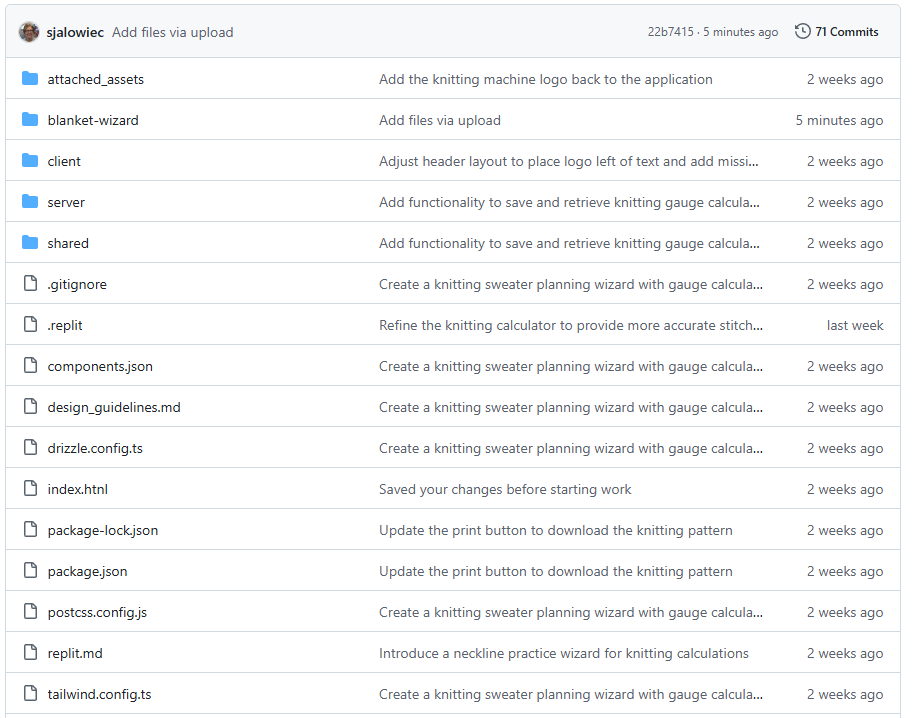 sjalowiec Add files via upload 22b7415 · 5 minutes ago 71 Commits
attached_assets Add the knitting machine logo back to the application 2 weeks ago
blanket-wizard Add files via upload 5 minutes ago
client Adjust header layout to place logo left of text and add missi... 2 weeks ago
server Add functionality to save and retrieve knitting gauge calcula... 2 weeks ago
shared Add functionality to save and retrieve knitting gauge calcula... 2 weeks ago
.gitignore Create a knitting sweater planning wizard with gauge calcula... 2 weeks ago
.replit Refine the knitting calculator to provide more accurate stitch... last week
components.json Create a knitting sweater planning wizard with gauge calcula... 2 weeks ago
design_guidelines.md Create a knitting sweater planning wizard with gauge calcula... 2 weeks ago
drizzle.config.ts Create a knitting sweater planning wizard with gauge calcula... 2 weeks ago
index.htnl Saved your changes before starting work 2 weeks ago
package-lock.json Update the print button to download the knitting pattern 2 weeks ago
package.json Update the print button to download the knitting pattern 2 weeks ago
postcss.config.js Create a knitting sweater planning wizard with gauge calcula... 2 weeks ago
replit.md Introduce a neckline practice wizard for knitting calculations 2 weeks ago
tailwind.config.ts Create a knitting sweater planning wizard with gauge calcula... 2 weeks ago